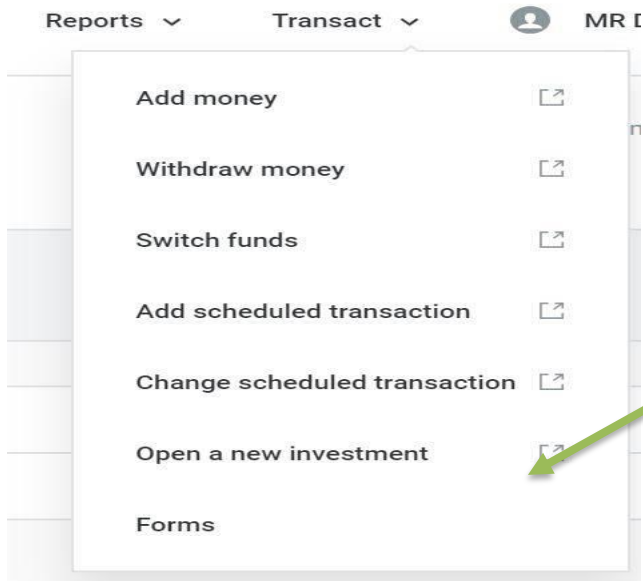 Reports Transact MR D
Add money
Withdraw money
Switch funds
Add scheduled transaction
Change scheduled transaction
Open a new investment
Forms